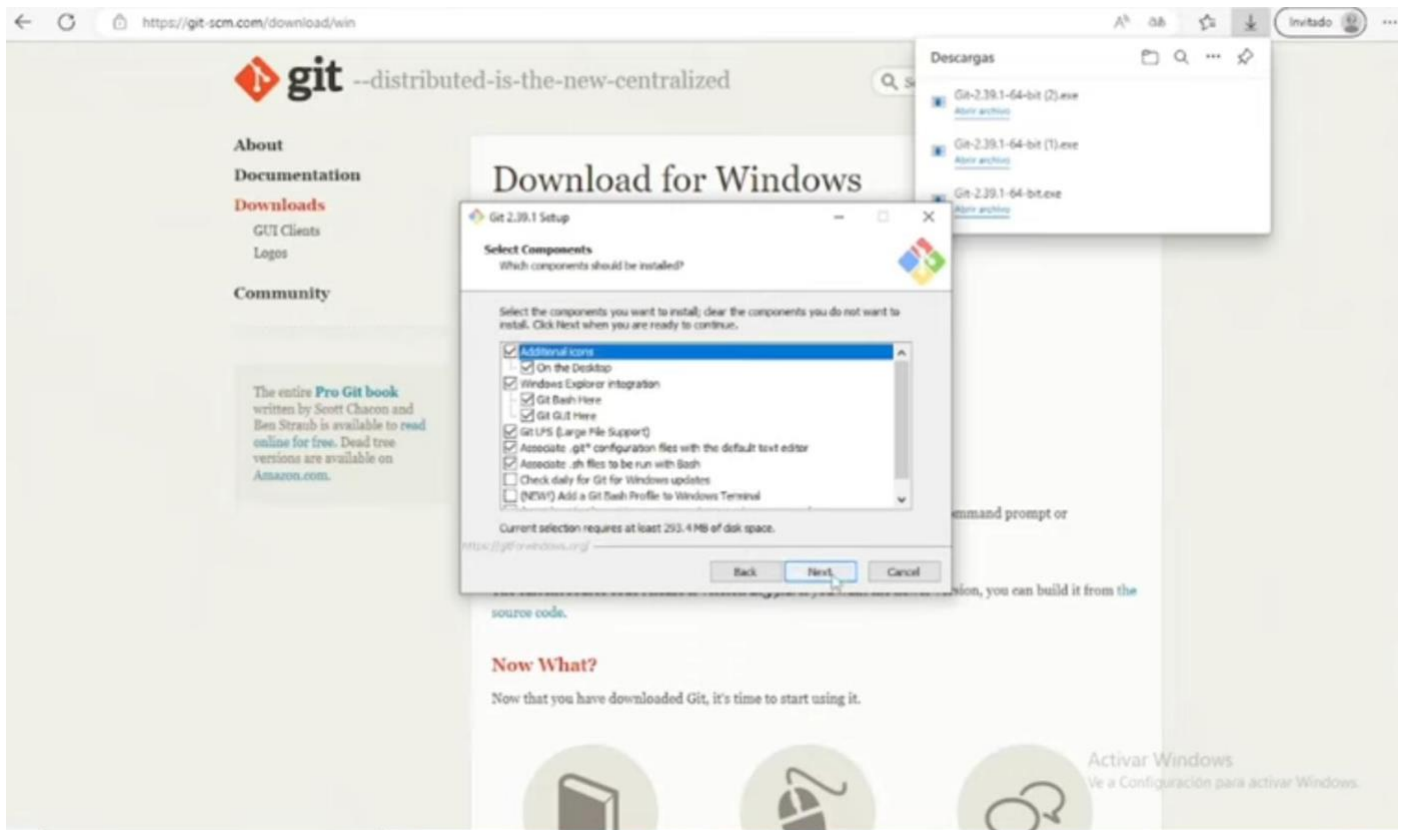 https://git-scm.com/download/win
Invitado
git --distributed-is-the-new-centralized
Descargas
Git-2.39.1-64-bit (2).exe
Abrir archivo
Git-2.39.1-64-bit (1).exe
Abrir archivo
Git-2.39.1-64-bit.exe
Abrir archivo
About
Documentation
Downloads
GUI Clients
Logos
Community
The entire Pro Git book
written by Scott Chacon and
Ben Straub is available to read
online for free. Dead tree
versions are available on
Amazon.com.
Download for Windows
Git 2.39.1 Setup
Select Components
Which components should be installed?
Select the components you want to install; clear the components you do not want to
install. Click Next when you are ready to continue.
Additional icons
On the Desktop
Windows Explorer integration
Git Bash Here
Git GUI Here
Git LFS (Large File Support)
Associate .git* configuration files with the default text editor
Associate .sh files to be run with Bash
Check daily for Git for Windows updates
(NEW!) Add a Git Bash Profile to Windows Terminal
Current selection requires at least 293.4 MB of disk space.
https://gitforwindows.org/
Back
Next
Cancel
command prompt or
version, you can build it from the
source code.
Now What?
Now that you have downloaded Git, it's time to start using it.
Activar Windows
Ve a Configuración para activar Windows.